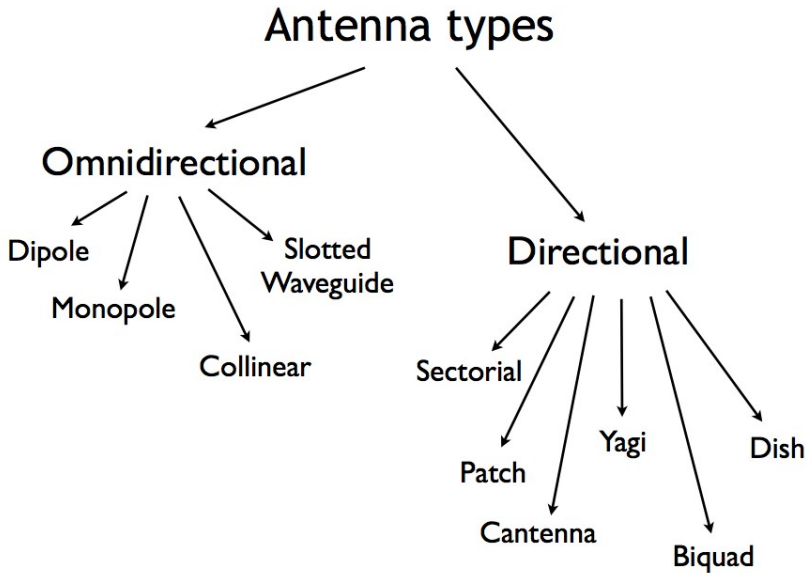 Antenna types
Omnidirectional
Dipole
Monopole
Collinear
Slotted
Waveguide
Directional
Sectorial
Patch
Cantenna
Yagi
Biquad
Dish